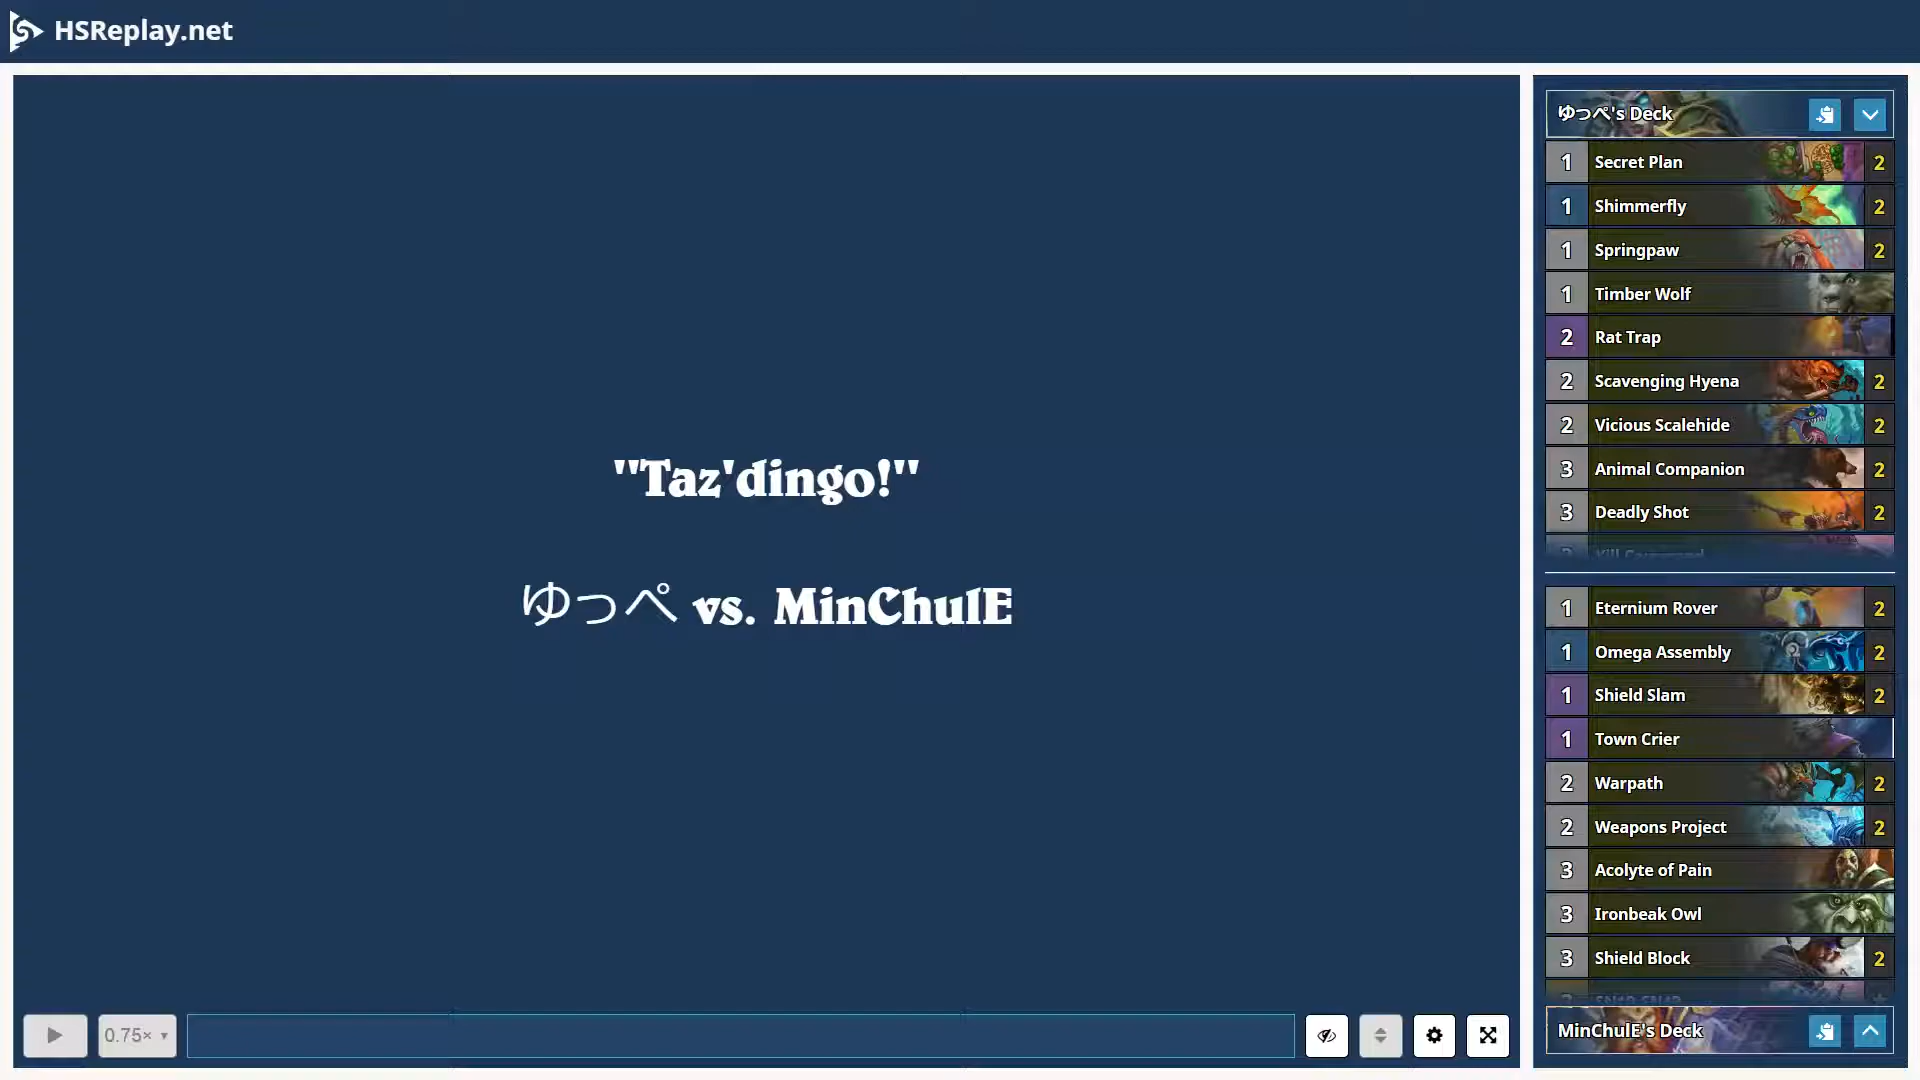 HSReplay.net
"Taz'dingo!"
ゆっぺ vs. MinChulE
0.75×
ゆっぺ's Deck
1 Secret Plan 2
1 Shimmerfly 2
1 Springpaw 2
1 Timber Wolf
2 Rat Trap
2 Scavenging Hyena 2
2 Vicious Scalehide 2
3 Animal Companion 2
3 Deadly Shot 2
3 Kill Command
1 Eternium Rover 2
1 Omega Assembly 2
1 Shield Slam 2
1 Town Crier
2 Warpath 2
2 Weapons Project 2
3 Acolyte of Pain
3 Ironbeak Owl
3 Shield Block 2
MinChulE's Deck